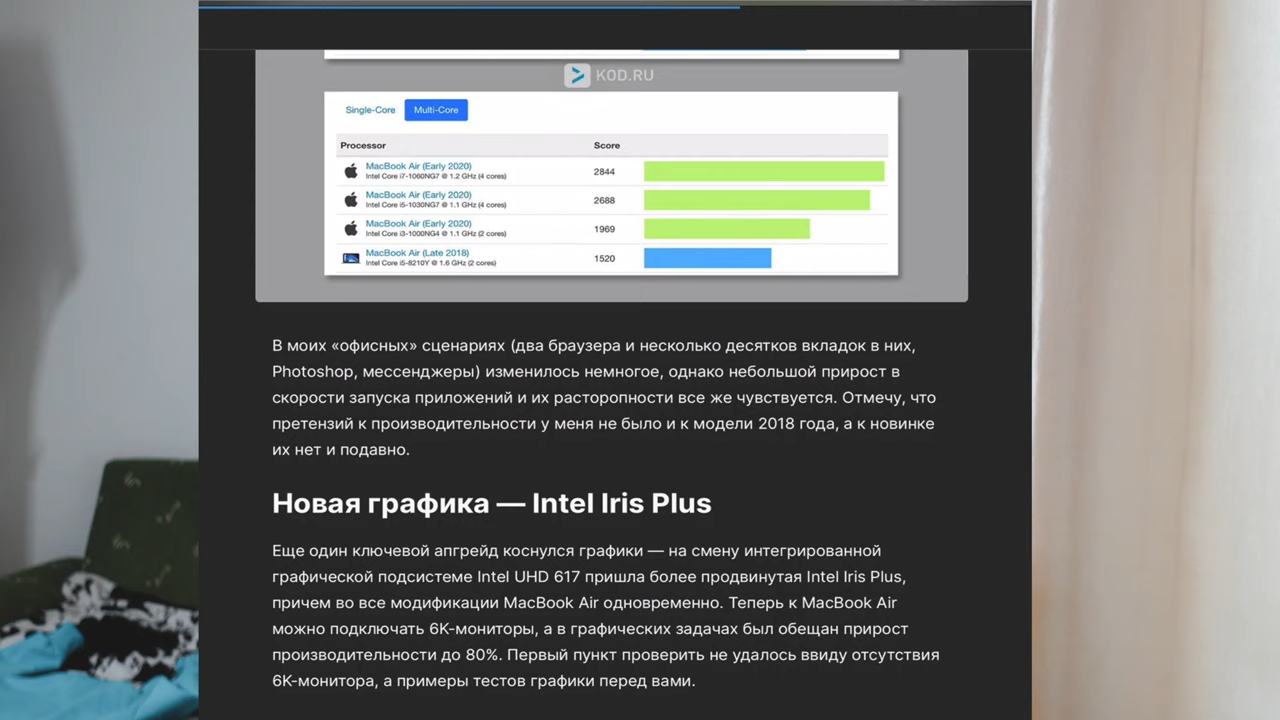 K0D.RU
Single-Core Multi-Core
Processor Score
MacBook Air (Early 2020)
Intel Core i7-1060NG7 @ 1.2 GHz (4 cores)
2844
MacBook Air (Early 2020)
Intel Core i5-1030NG7 @ 1.1 GHz (4 cores)
2688
MacBook Air (Early 2020)
Intel Core i3-1000NG4 @ 1.1 GHz (2 cores)
1969
MacBook Air (Late 2018)
Intel Core i5-8210Y @ 1.6 GHz (2 cores)
1520
В моих «офисных» сценариях (два браузера и несколько десятков вкладок в них,
Photoshop, мессенджеры) изменилось немногое, однако небольшой прирост в
скорости запуска приложений и их расторопности все же чувствуется. Отмечу, что
претензий к производительности у меня не было и к модели 2018 года, а к новинке
их нет и подавно.
Новая графика — Intel Iris Plus
Еще один ключевой апгрейд коснулся графики — на смену интегрированной
графической подсистеме Intel UHD 617 пришла более продвинутая Intel Iris Plus,
причем во все модификации MacBook Air одновременно. Теперь к MacBook Air
можно подключать 6K-мониторы, а в графических задачах был обещан прирост
производительности до 80%. Первый пункт проверить не удалось ввиду отсутствия
6K-монитора, а примеры тестов графики перед вами.